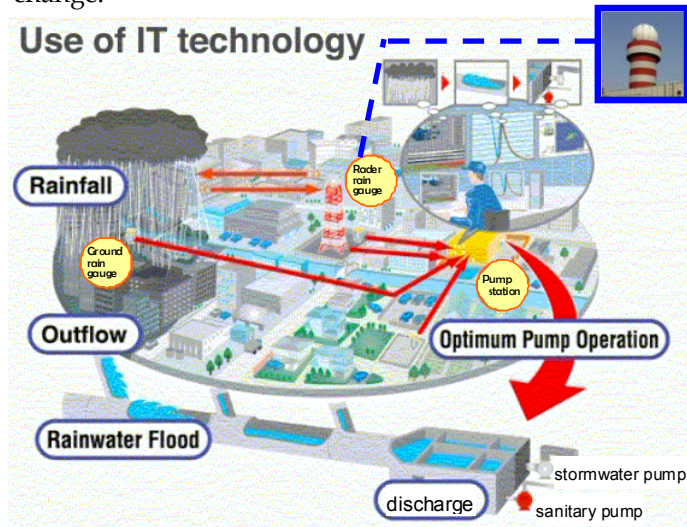 change.
Use of IT technology
Rainfall
Rader
rain
gauge
Ground
rain
gauge
Pump
station
Outflow
Optimum Pump Operation
Rainwater Flood
discharge
stormwater pump
sanitary pump